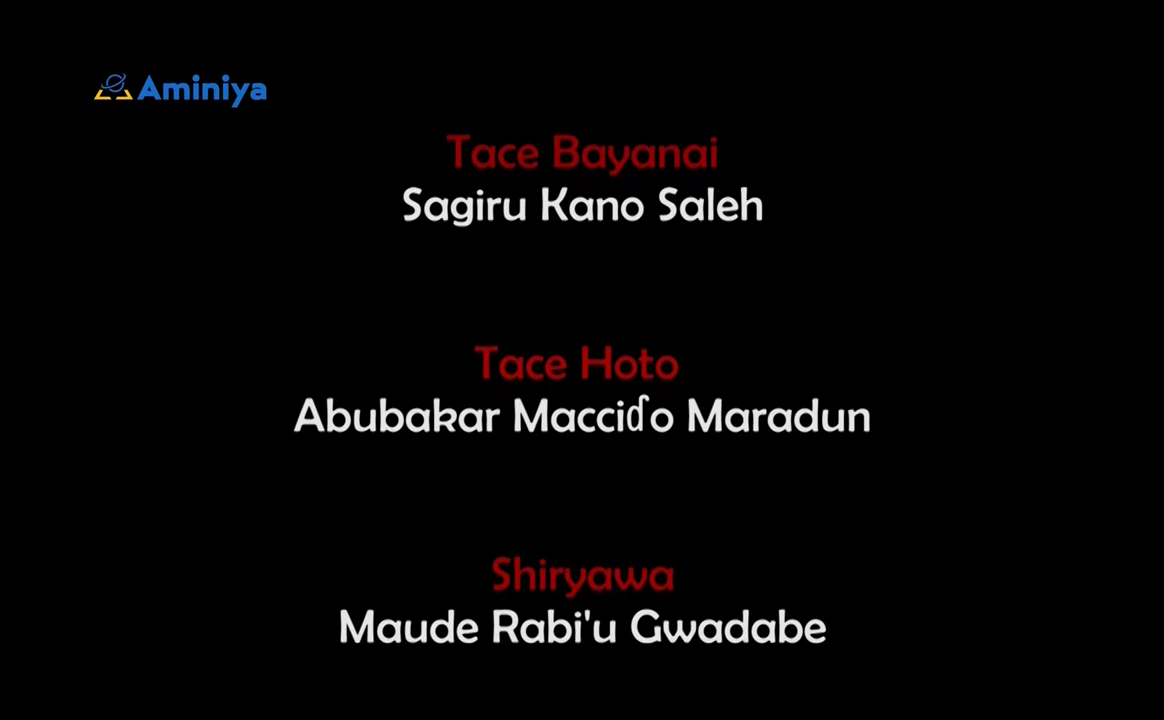 Aminiya
Tace Bayanai
Sagiru Kano Saleh
Tace Hoto
Abubakar Macciɗo Maradun
Shiryawa
Maude Rabi'u Gwadabe